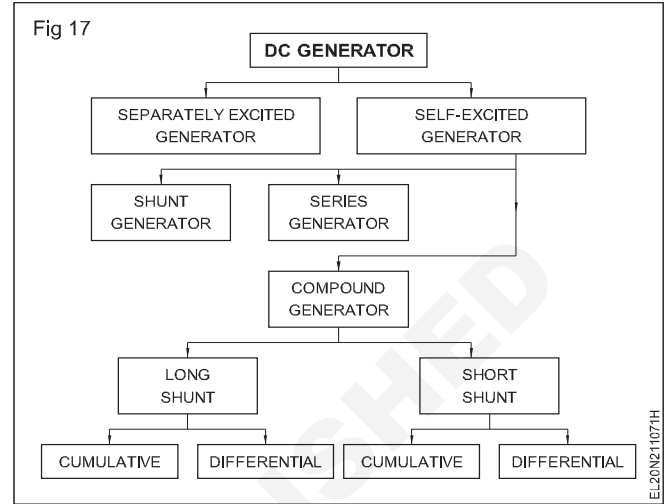 Fig 17
DC GENERATOR
SEPARATELY EXCITED
GENERATOR
SELF-EXCITED
GENERATOR
SHUNT
GENERATOR
SERIES
GENERATOR
COMPOUND
GENERATOR
LONG
SHUNT
SHORT
SHUNT
CUMULATIVE
DIFFERENTIAL
CUMULATIVE
DIFFERENTIAL
EL20N211071H
ISHED